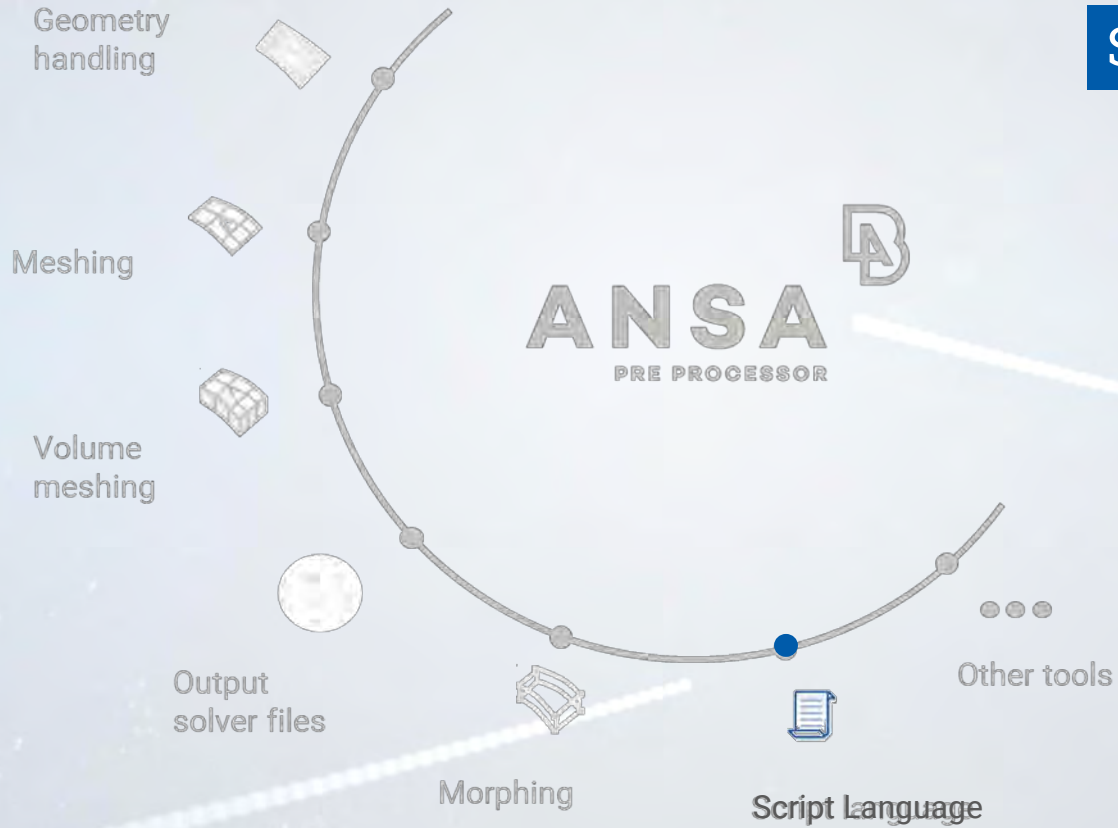 Geometry
handling
S
Meshing
ANSA
PRE PROCESSOR
Volume
meshing
Output
solver files
Morphing
Script Language
Other tools